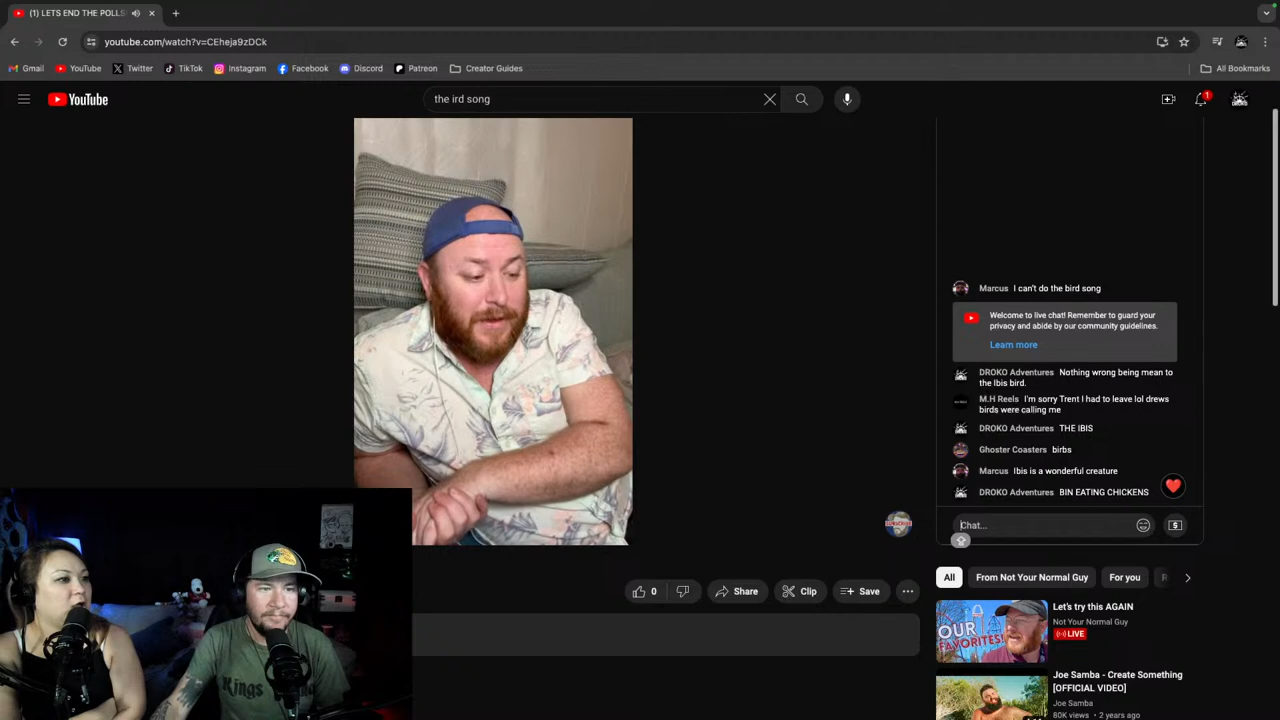 (1) LETS END THE POLLS
youtube.com/watch?v=CEheja9zDCk
Gmail
YouTube
Twitter
TikTok
Instagram
Facebook
Discord
Patreon
Creator Guides
All Bookmarks
YouTube
the ird song
1
Marcus I can't do the bird song
Welcome to live chat! Remember to guard your
privacy and abide by our community guidelines.
Learn more
DROKO Adventures Nothing wrong being mean to
the Ibis bird.
M.H Reels I'm sorry Trent I had to leave lol drews
birds were calling me
DROKO Adventures THE IBIS
Ghoster Coasters birbs
Marcus Ibis is a wonderful creature
DROKO Adventures BIN EATING CHICKENS
Chat...
0
Share
Clip
Save
All
From Not Your Normal Guy
For you
OUR
FAVORITES!
Let's try this AGAIN
Not Your Normal Guy
LIVE
Joe Samba - Create Something
[OFFICIAL VIDEO]
Joe Samba
80K views • 2 years ago
Kings